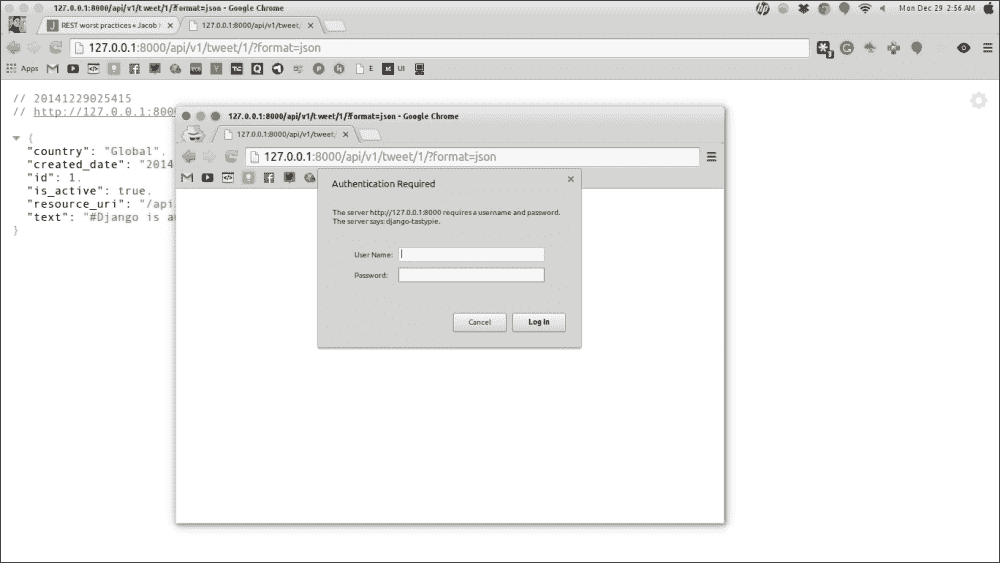 127.0.0.1:8000/api/v1/tweet/1/?format=json - Google Chrome
Mon Dec 29 2:56 AM
REST worst practices « Jacob
127.0.0.1:8000/api/v1/tweet/
127.0.0.1:8000/api/v1/tweet/1/?format=json
Apps
E
UI
// 20141229025415
// http://127.0.0.1:800
{
"country": "Global",
"created_date": "2014
"id": 1,
"is_active": true,
"resource_uri": "/api
"text": "#Django is a
}
127.0.0.1:8000/api/v1/tweet/1/?format=json - Google Chrome
127.0.0.1:8000/api/v1/tweet/
127.0.0.1:8000/api/v1/tweet/1/?format=json
Authentication Required
The server http://127.0.0.1:8000 requires a username and password.
The server says: django-tastypie.
User Name:
Password:
Cancel
Log In